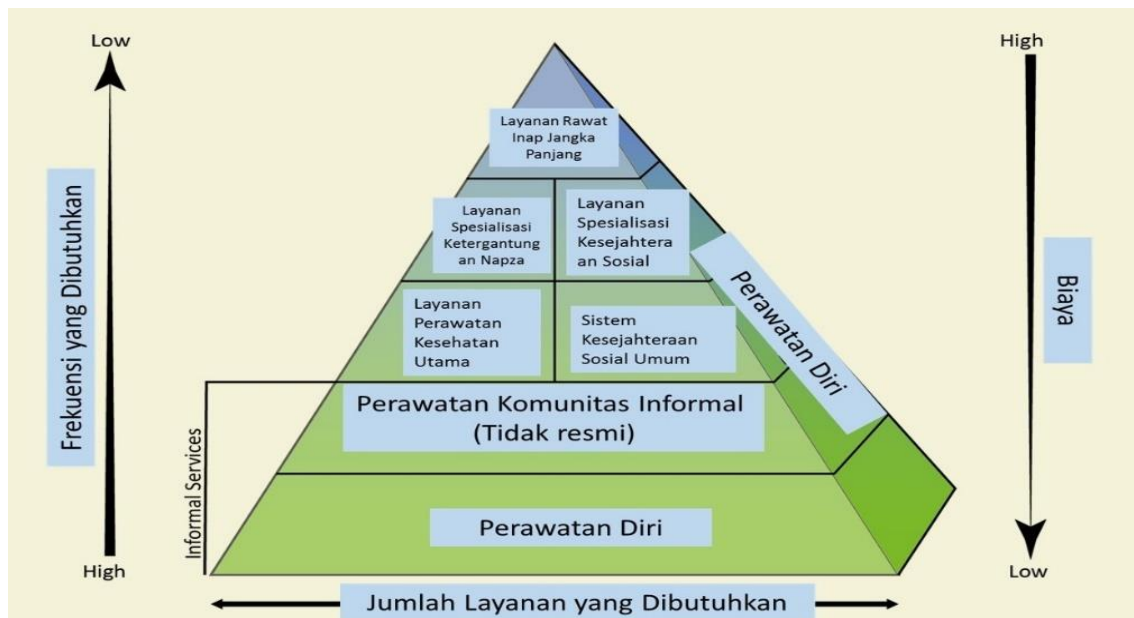 Low
High
Layanan Rawat
Inap Jangka
Panjang
Layanan
Spesialisasi
Ketergantung
an Napza
Layanan
Spesialisasi
Kesejahtera
an Sosial
Frekuensi yang Dibutuhkan
Biaya
Perawatan Diri
Layanan
Perawatan
Kesehatan
Utama
Sistem
Kesejahteraan
Sosial Umum
Perawatan Komunitas Informal
(Tidak resmi)
Informal Services
Perawatan Diri
High
Low
Jumlah Layanan yang Dibutuhkan